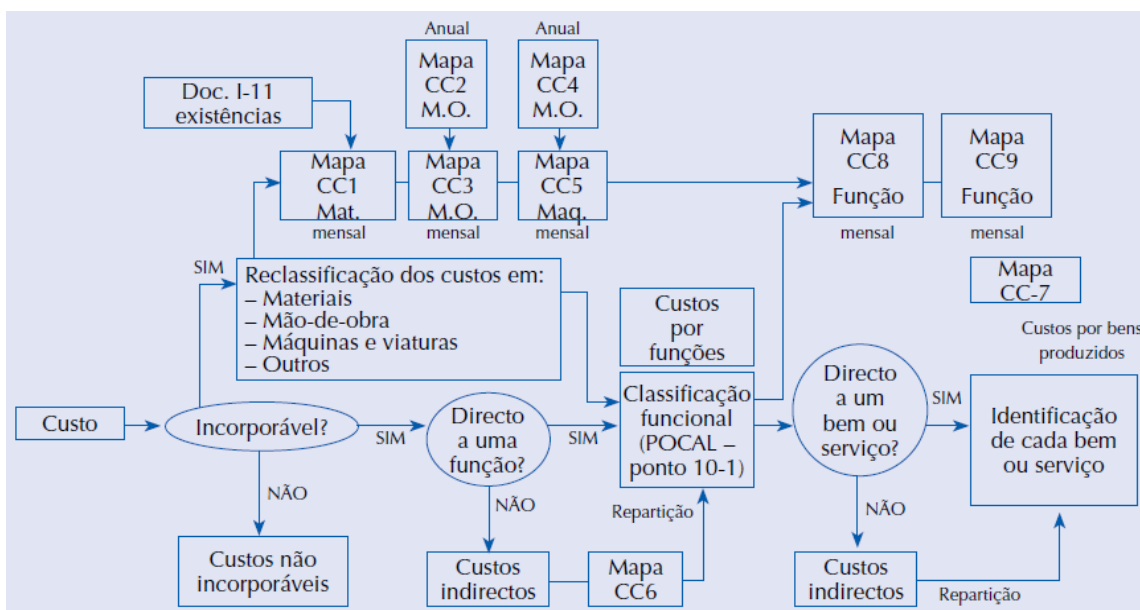 Anual
Mapa
CC2
M.O.
Anual
Mapa
CC4
M.O.
Doc. I-11
existências
Mapa
CC1
Mat.
mensal
Mapa
CC3
M.O.
mensal
Mapa
CC5
Maq.
mensal
Mapa
CC8
Função
mensal
Mapa
CC9
Função
mensal
SIM
Reclassificação dos custos em:
– Materiais
– Mão-de-obra
– Máquinas e viaturas
– Outros
Custos
por
funções
Mapa
CC-7
Custos por bens
produzidos
Custo
Incorporável?
SIM
Directo
a uma
função?
SIM
Classificação
funcional
(POCAL –
ponto 10-1)
Directo
a um
bem ou
serviço?
SIM
Identificação
de cada bem
ou serviço
NÃO
Custos não
incorporáveis
NÃO
Custos
indirectos
Mapa
CC6
Repartição
NÃO
Custos
indirectos
Repartição